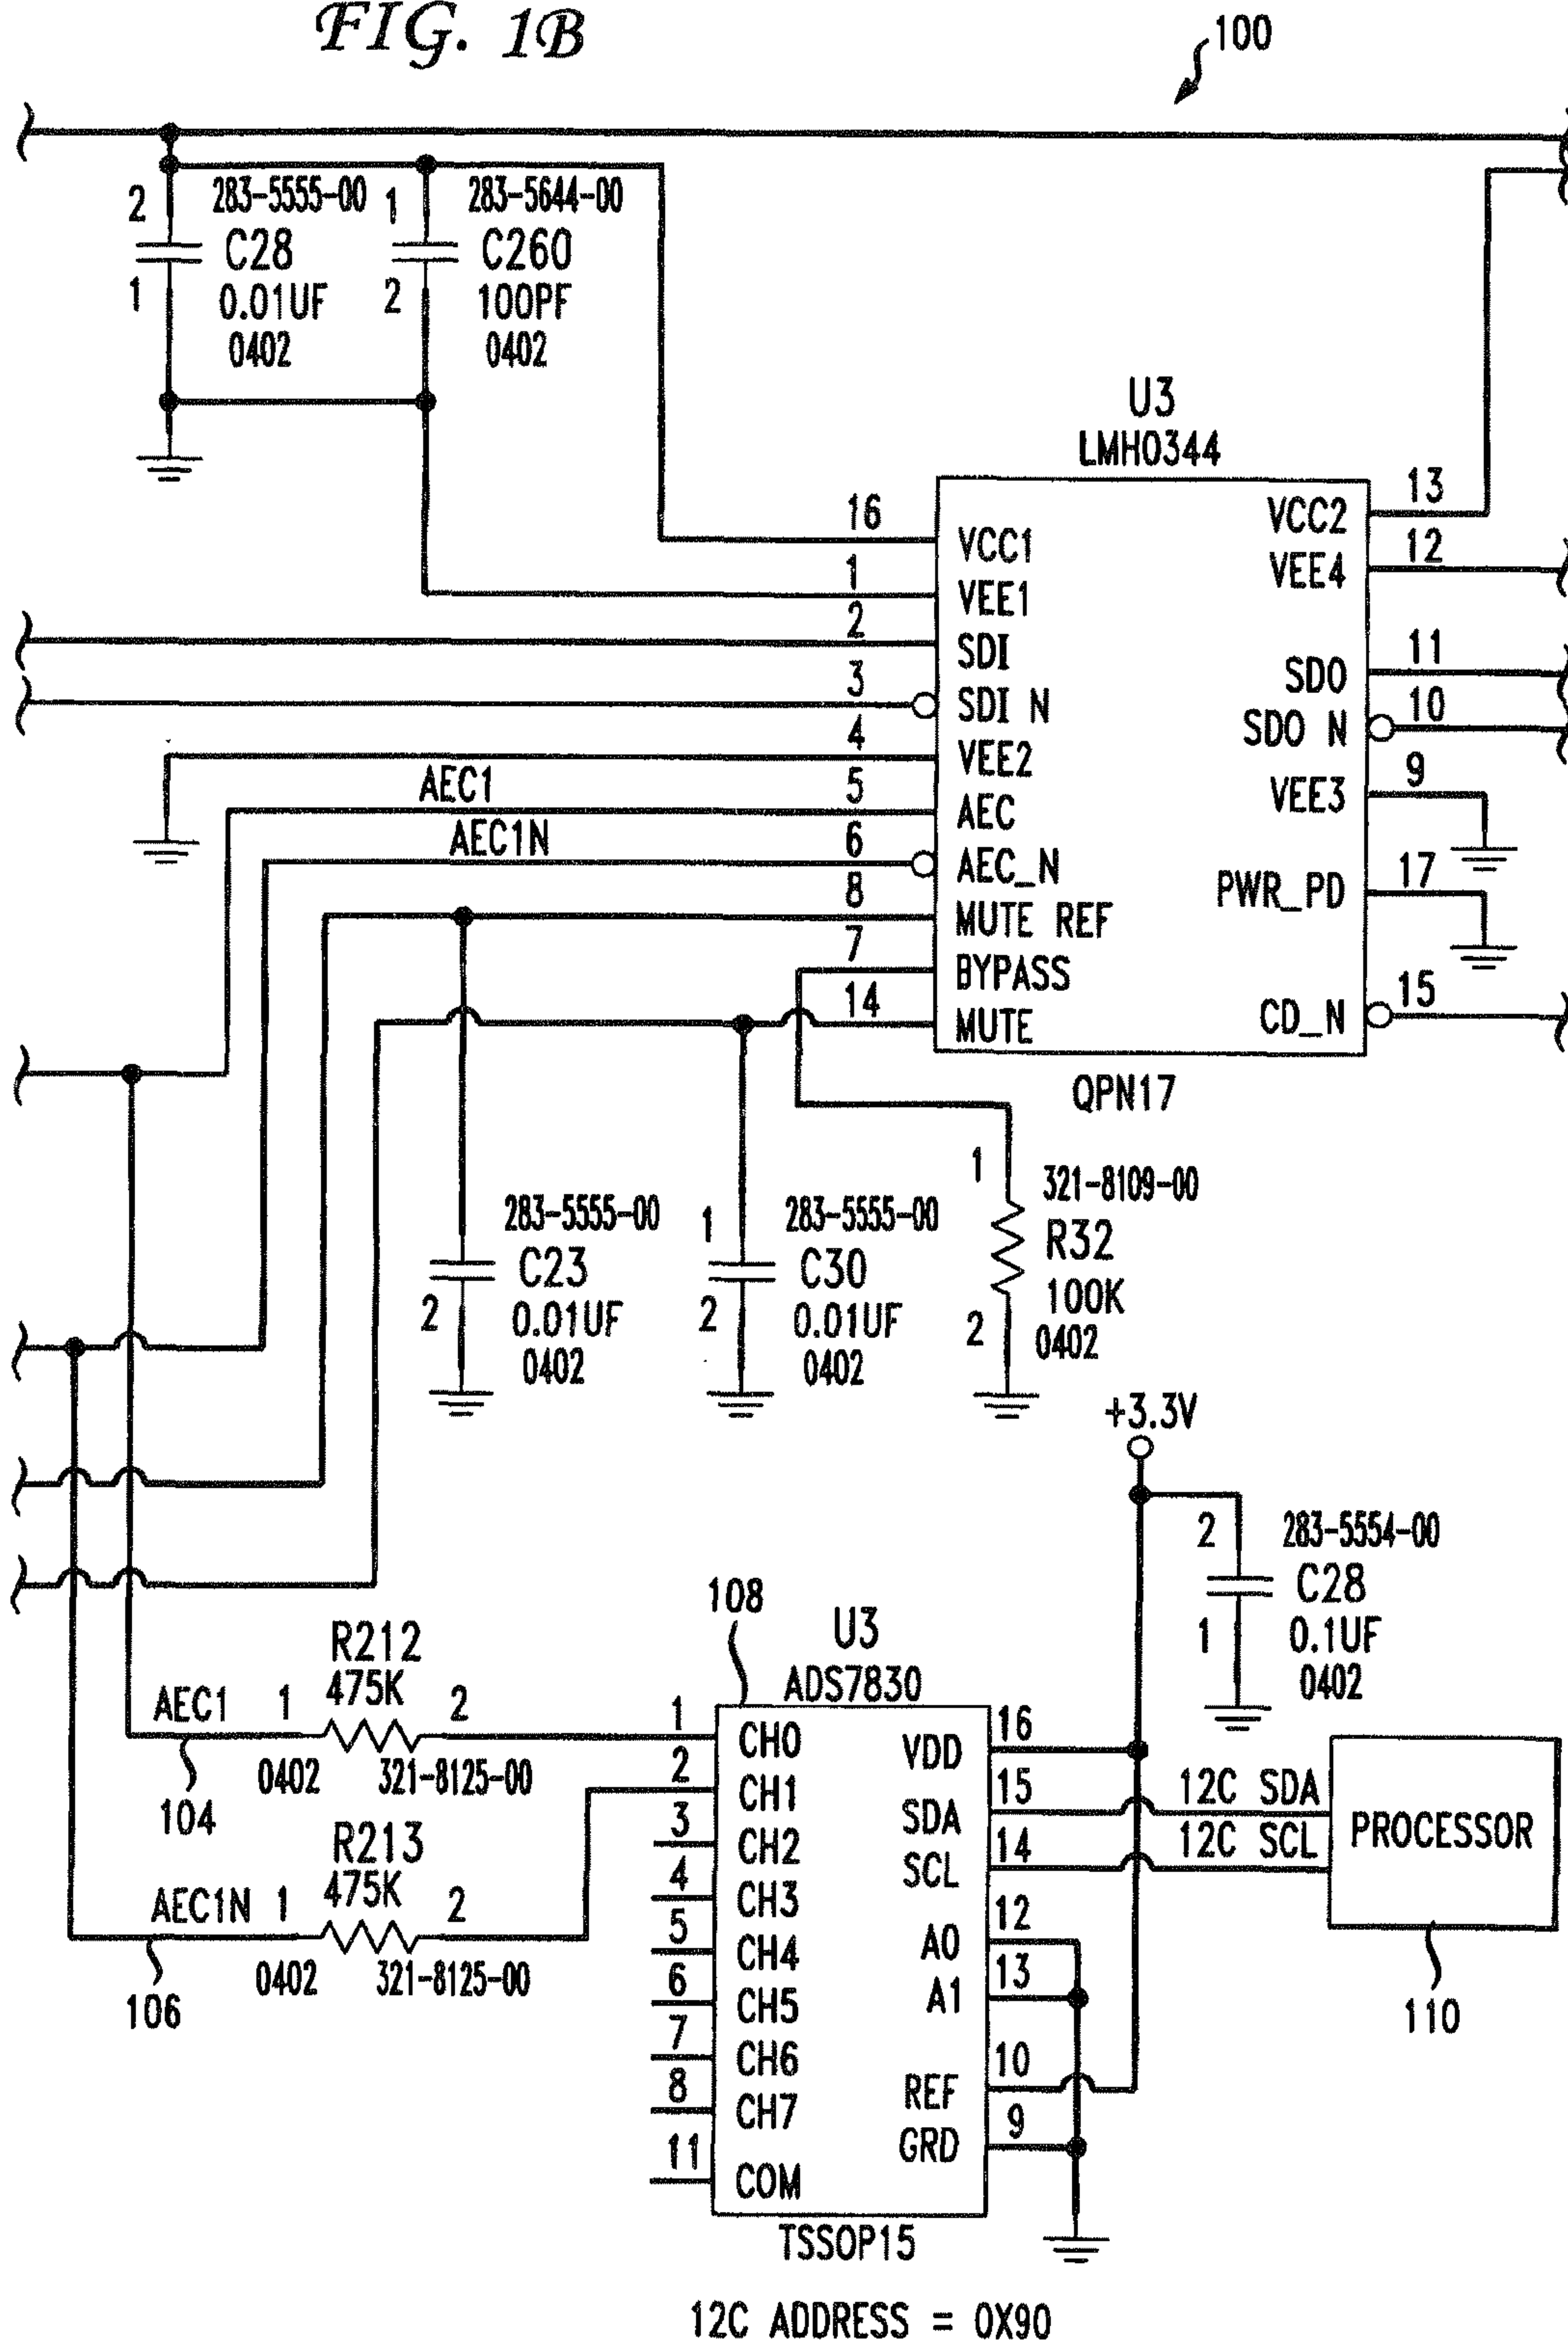 FIG. 1B
100
2
283-5555-00
C28
0.01UF
0402
1
1
283-5644-00
C260
100PF
0402
2
U3
LMH0344
16
VCC1
1
VEE1
2
SDI
3
SDI N
4
VEE2
AEC1
5
AEC
AEC1N
6
AEC_N
8
MUTE REF
7
BYPASS
14
MUTE
13
VCC2
12
VEE4
11
SDO
10
SDO N
9
VEE3
17
PWR_PD
15
CD_N
QPN17
283-5555-00
C23
0.01UF
0402
2
1
283-5555-00
C30
0.01UF
0402
2
1
321-8109-00
R32
100K
0402
2
+3.3V
2
283-5554-00
C28
0.1UF
0402
1
108
U3
ADS7830
R212
475K
AEC1
1
2
0402
321-8125-00
104
R213
475K
AEC1N
1
2
0402
321-8125-00
106
1
CH0
2
CH1
3
CH2
4
CH3
5
CH4
6
CH5
7
CH6
8
CH7
11
COM
16
VDD
15
SDA
14
SCL
12
A0
13
A1
10
REF
9
GRD
12C SDA
12C SCL
PROCESSOR
110
TSSOP15
12C ADDRESS = 0X90